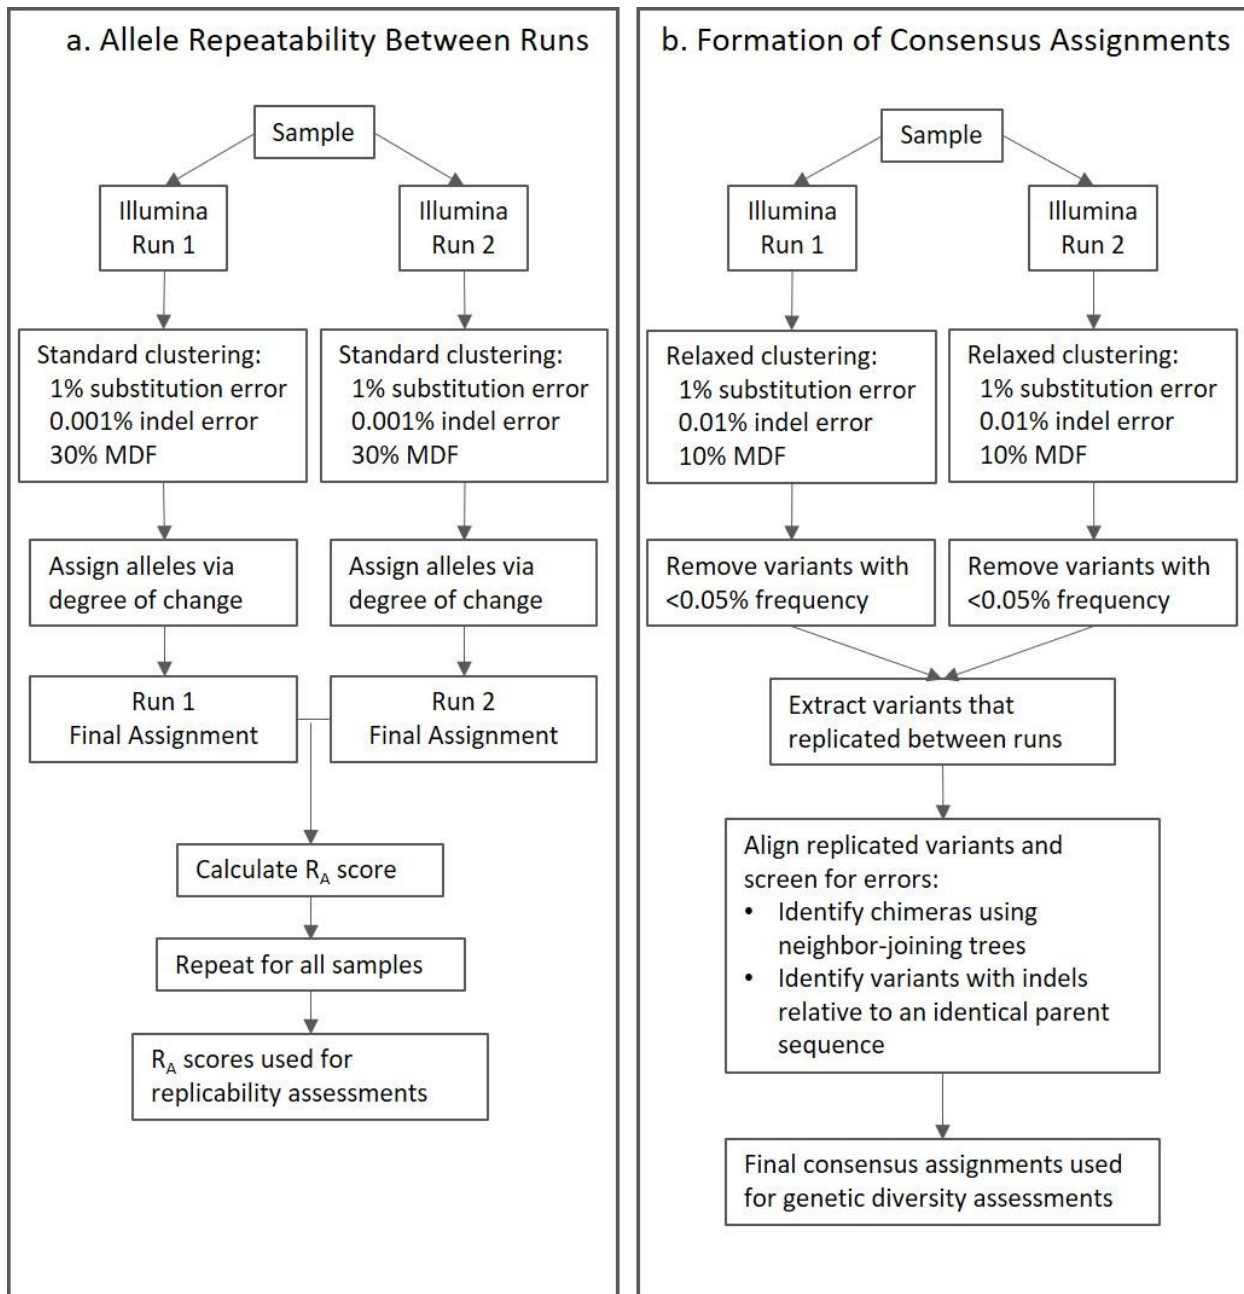 a. Allele Repeatability Between Runs
Sample
Illumina
Run 1
Illumina
Run 2
Standard clustering:
1% substitution error
0.001% indel error
30% MDF
Standard clustering:
1% substitution error
0.001% indel error
30% MDF
Assign alleles via
degree of change
Assign alleles via
degree of change
Run 1
Final Assignment
Run 2
Final Assignment
Calculate R_A score
Repeat for all samples
R_A scores used for
replicability assessments
b. Formation of Consensus Assignments
Sample
Illumina
Run 1
Illumina
Run 2
Relaxed clustering:
1% substitution error
0.01% indel error
10% MDF
Relaxed clustering:
1% substitution error
0.01% indel error
10% MDF
Remove variants with
<0.05% frequency
Remove variants with
<0.05% frequency
Extract variants that
replicated between runs
Align replicated variants and
screen for errors:
• Identify chimeras using
neighbor-joining trees
• Identify variants with indels
relative to an identical parent
sequence
Final consensus assignments used
for genetic diversity assessments